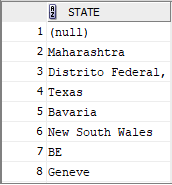 STATE
1 (null)
2 Maharashtra
3 Distrito Federal,
4 Texas
5 Bavaria
6 New South Wales
7 BE
8 Geneve